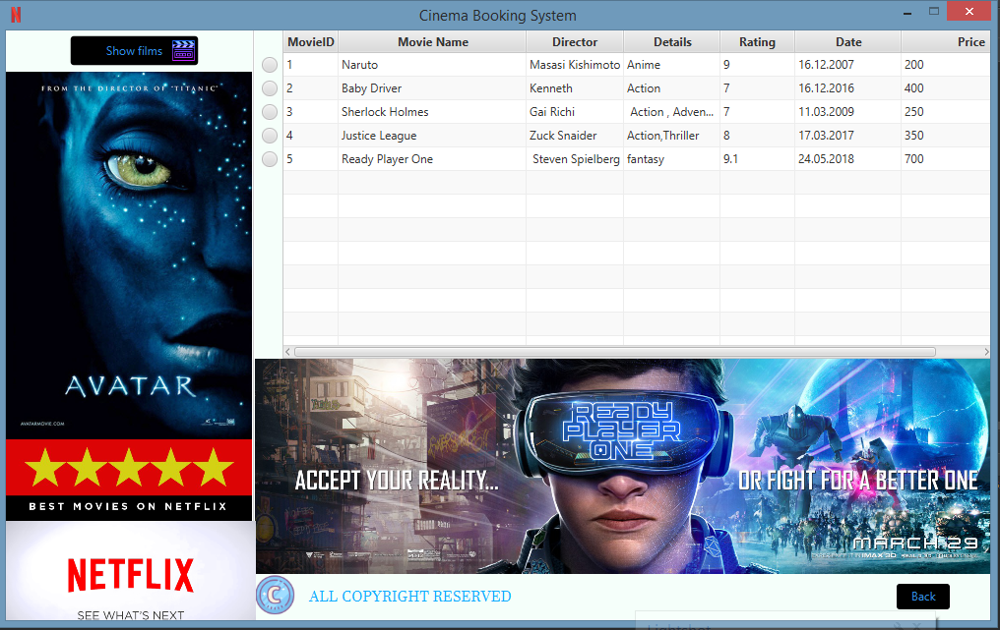 Cinema Booking System
Show films
MovieID Movie Name Director Details Rating Date Price
1 Naruto Masasi Kishimoto Anime 9 16.12.2007 200
2 Baby Driver Kenneth Action 7 16.12.2016 400
3 Sherlock Holmes Gai Richi Action , Adven... 7 11.03.2009 250
4 Justice League Zuck Snaider Action,Thriller 8 17.03.2017 350
5 Ready Player One Steven Spielberg fantasy 9.1 24.05.2018 700
FROM THE DIRECTOR OF "TITANIC"
AVATAR
AVATARMOVIE.COM
BEST MOVIES ON NETFLIX
NETFLIX
SEE WHAT'S NEXT
READY
PLAYER
ONE
ACCEPT YOUR REALITY...
OR FIGHT FOR A BETTER ONE
MARCH 29
C
ALL COPYRIGHT RESERVED
Back
Lightshot